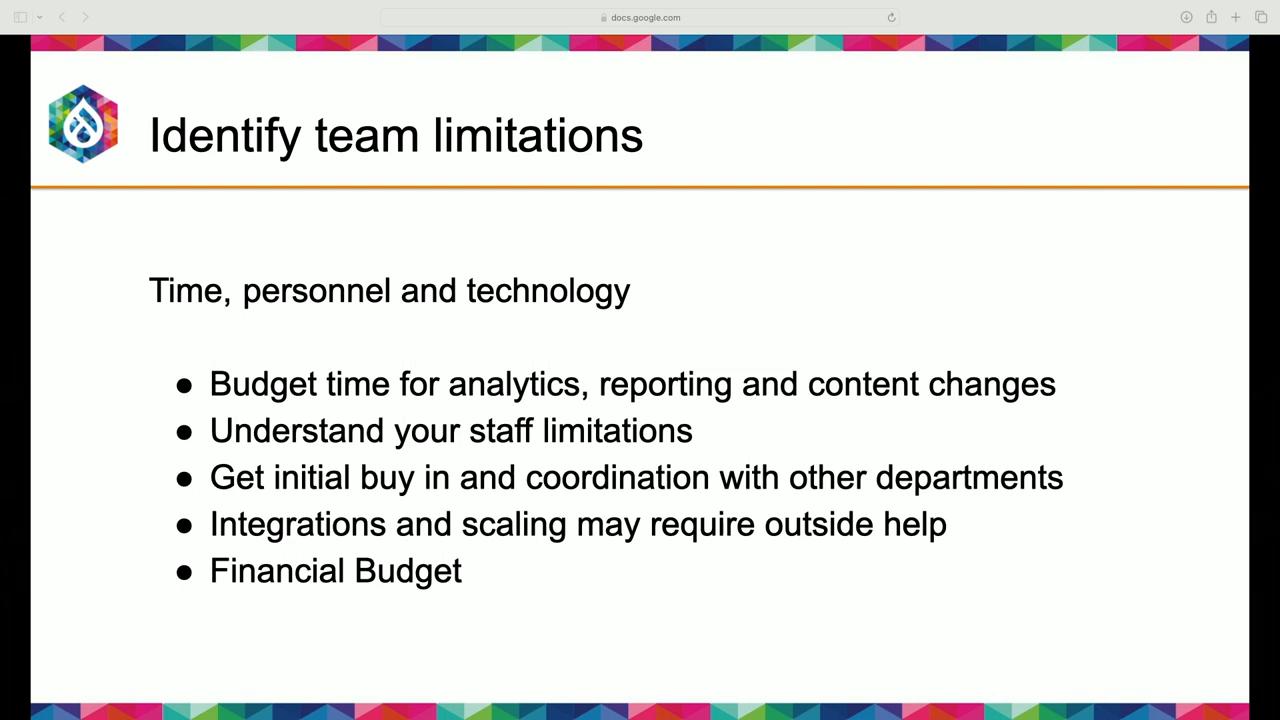 docs.google.com
Identify team limitations
Time, personnel and technology
● Budget time for analytics, reporting and content changes
● Understand your staff limitations
● Get initial buy in and coordination with other departments
● Integrations and scaling may require outside help
● Financial Budget